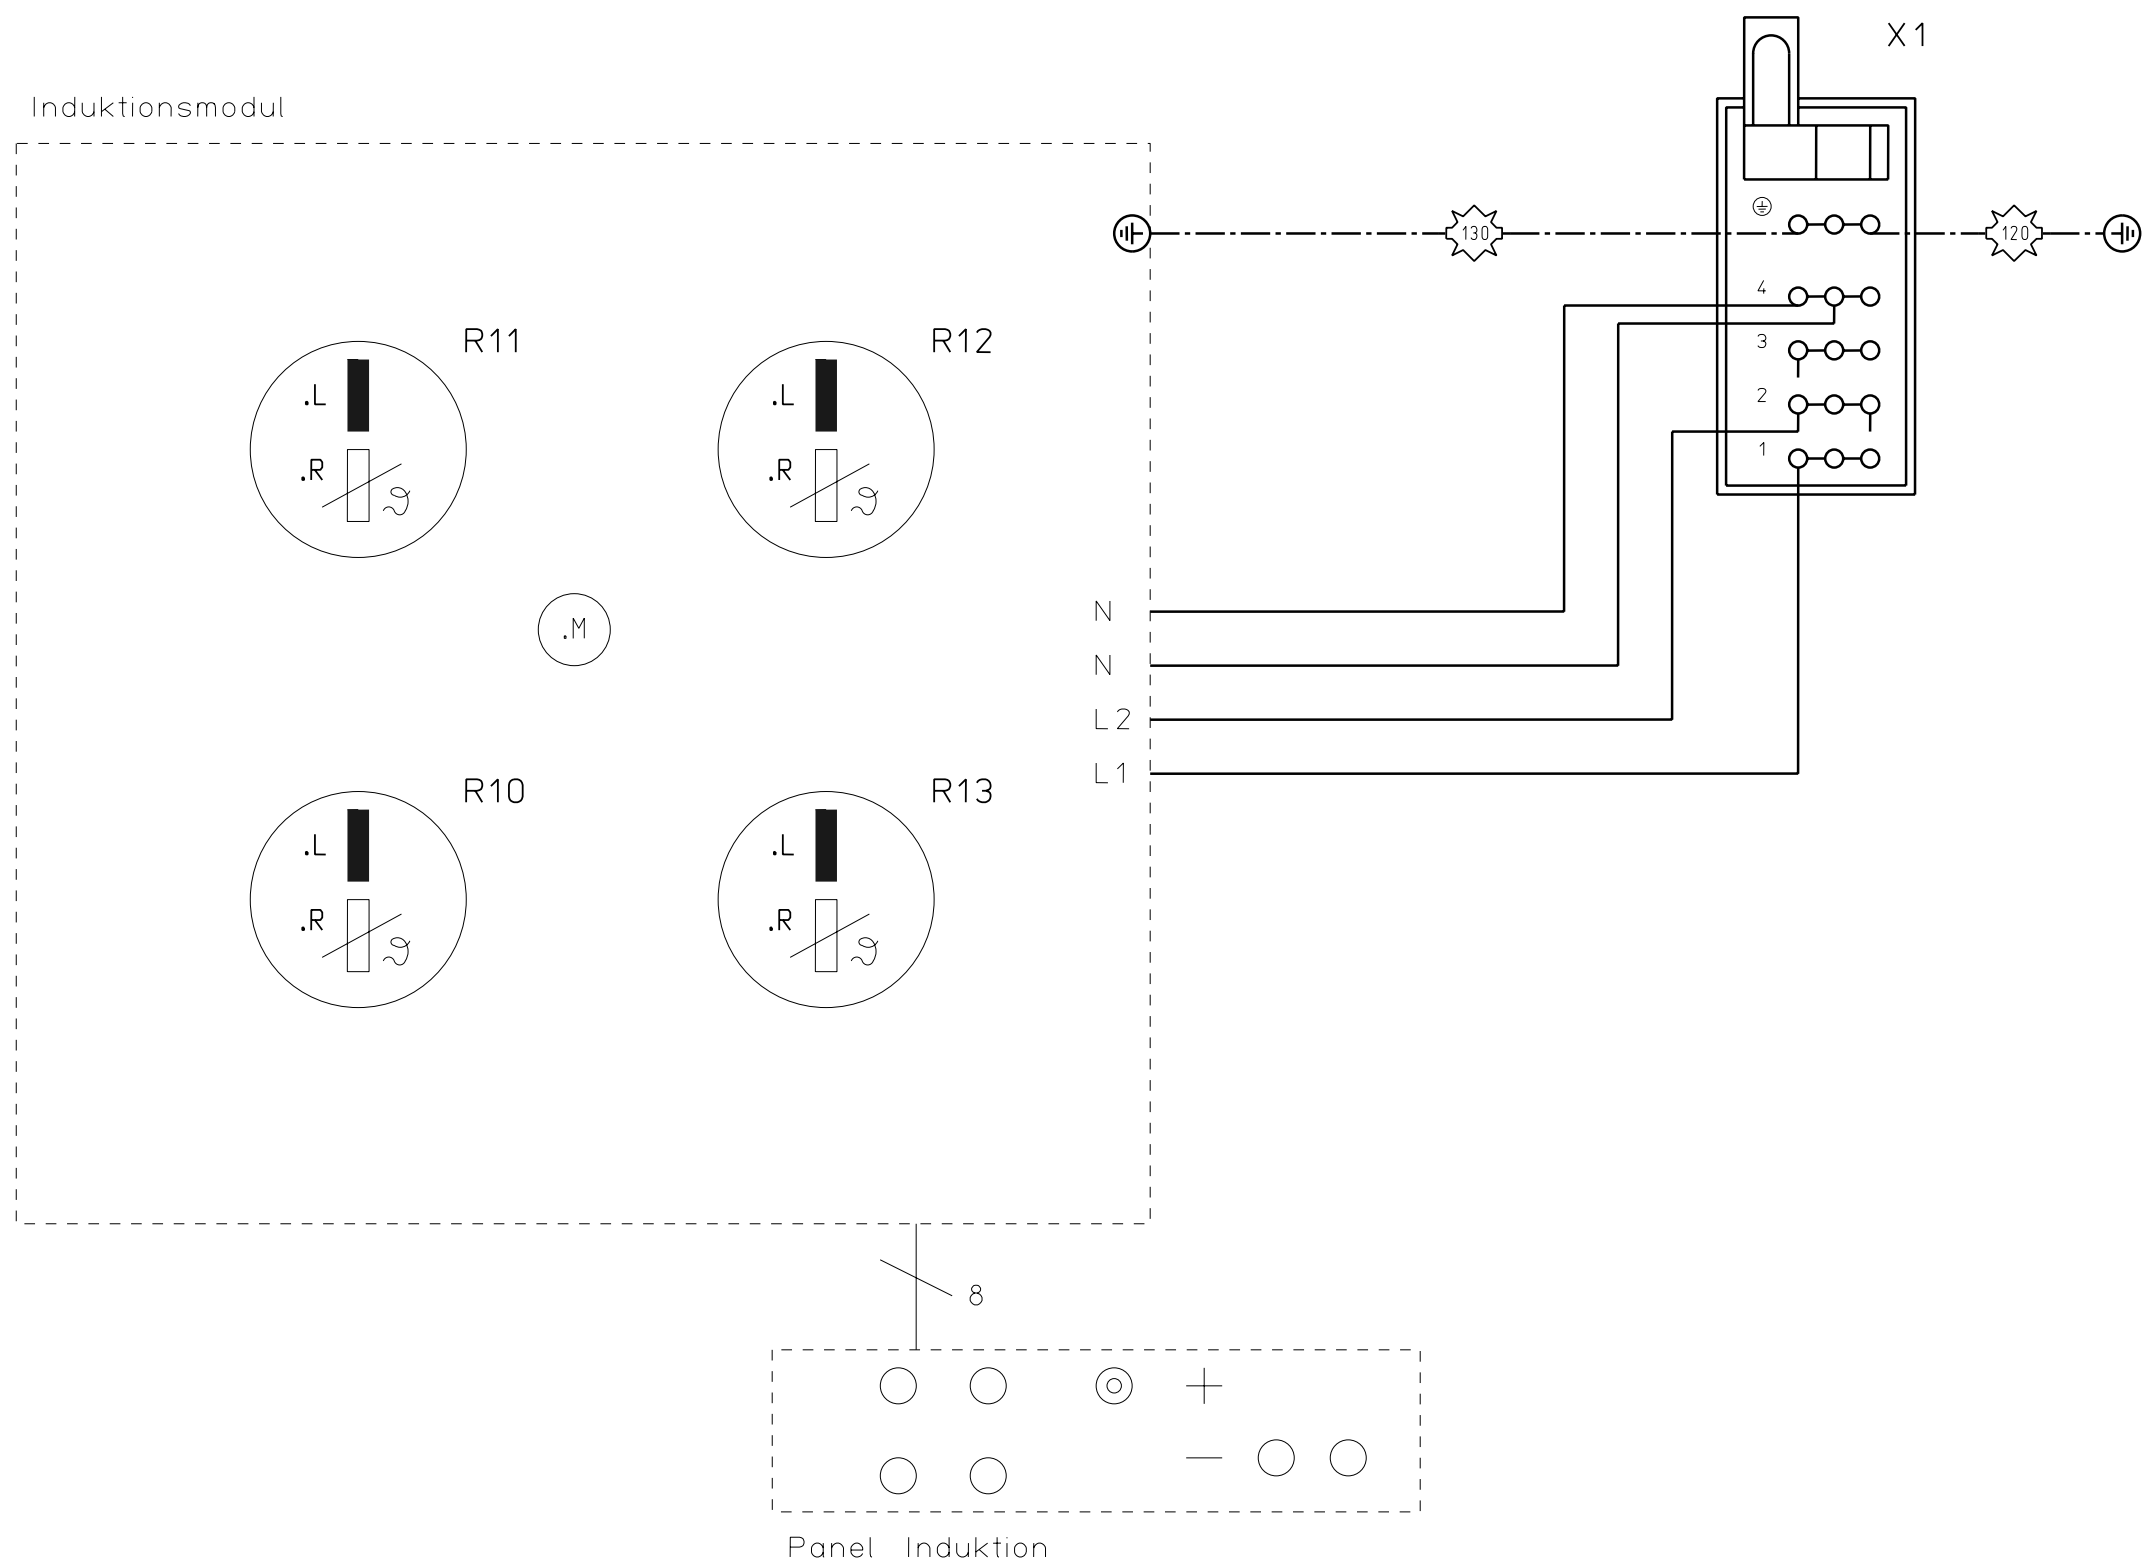 X1
Induktionsmodul
130
120
4
R11
R12
3
.L
.L
2
1
.R
ϑ
.R
ϑ
N
.M
N
L2
L1
R10
R13
.L
.L
.R
ϑ
.R
ϑ
8
+
−
Panel Induktion